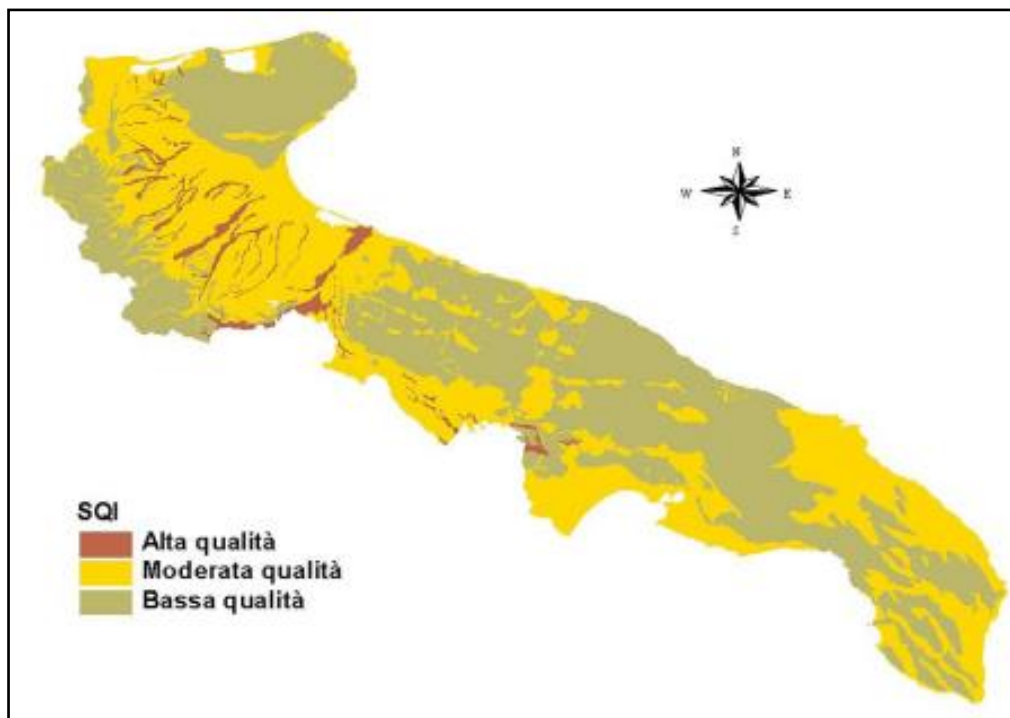 N
W E
S
SQI
Alta qualità
Moderata qualità
Bassa qualità